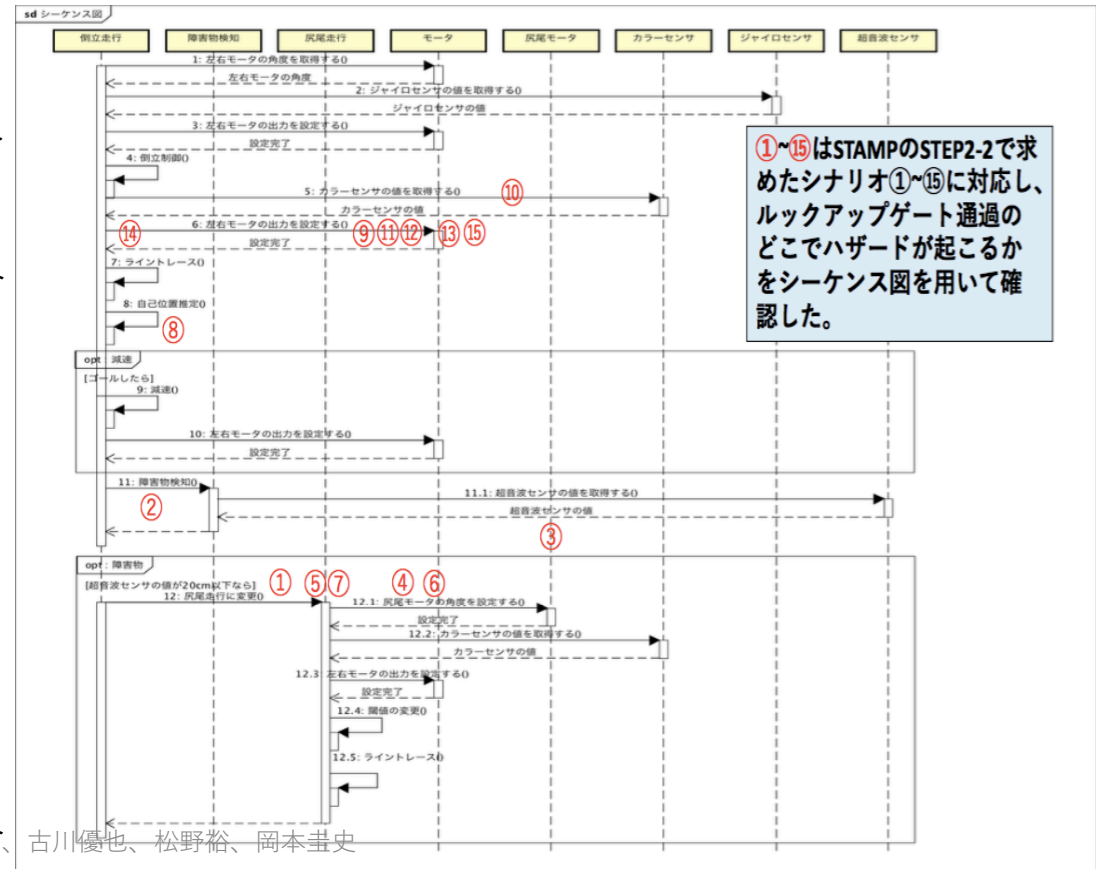 sd シーケンス図
倒立走行 障害物検知 尻尾走行 モータ 尻尾モータ カラーセンサ ジャイロセンサ 超音波センサ
1: 左右モータの角度を取得する()
左右モータの角度
2: ジャイロセンサの値を取得する()
ジャイロセンサの値
3: 左右モータの出力を設定する()
設定完了
4: 倒立制御()
5: カラーセンサの値を取得する() ⑩
カラーセンサの値
⑭ 6: 左右モータの出力を設定する() ⑨ ⑪ ⑫ ⑬ ⑮
設定完了
7: ライントレース()
8: 自己位置推定()
⑧
opt : 減速
[ゴールしたら]
9: 減速()
10: 左右モータの出力を設定する()
設定完了
11: 障害物検知()
②
11.1: 超音波センサの値を取得する()
超音波センサの値
③
opt : 障害物
[超音波センサの値が20cm以下なら] ① ⑤ ⑦ ④ ⑥
12: 尻尾走行に変更()
12.1: 尻尾モータの角度を設定する()
設定完了
12.2: カラーセンサの値を取得する()
カラーセンサの値
12.3: 左右モータの出力を設定する()
設定完了
12.4: 閾値の変更()
12.5: ライントレース()
①~⑮はSTAMPのSTEP2-2で求
めたシナリオ①~⑮に対応し、
ルックアップゲート通過の
どこでハザードが起こるか
をシーケンス図を用いて確
認した。
、古川優也、松野裕、岡本圭史